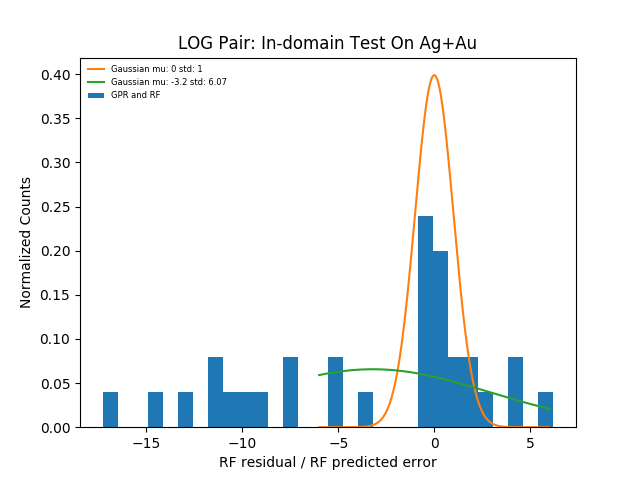 LOG Pair: In-domain Test On Ag+Au
Gaussian mu: 0 std: 1
Gaussian mu: -3.2 std: 6.07
GPR and RF
Normalized Counts
0.40
0.35
0.30
0.25
0.20
0.15
0.10
0.05
0.00
−15
−10
−5
0
5
RF residual / RF predicted error